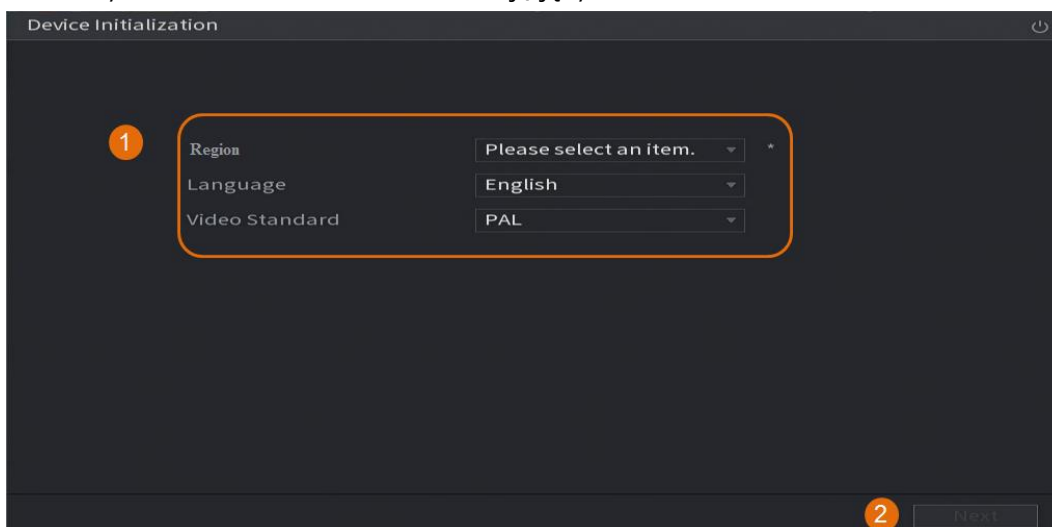 Device Initialization
1
Region Please select an item. *
Language English
Video Standard PAL
2 Next